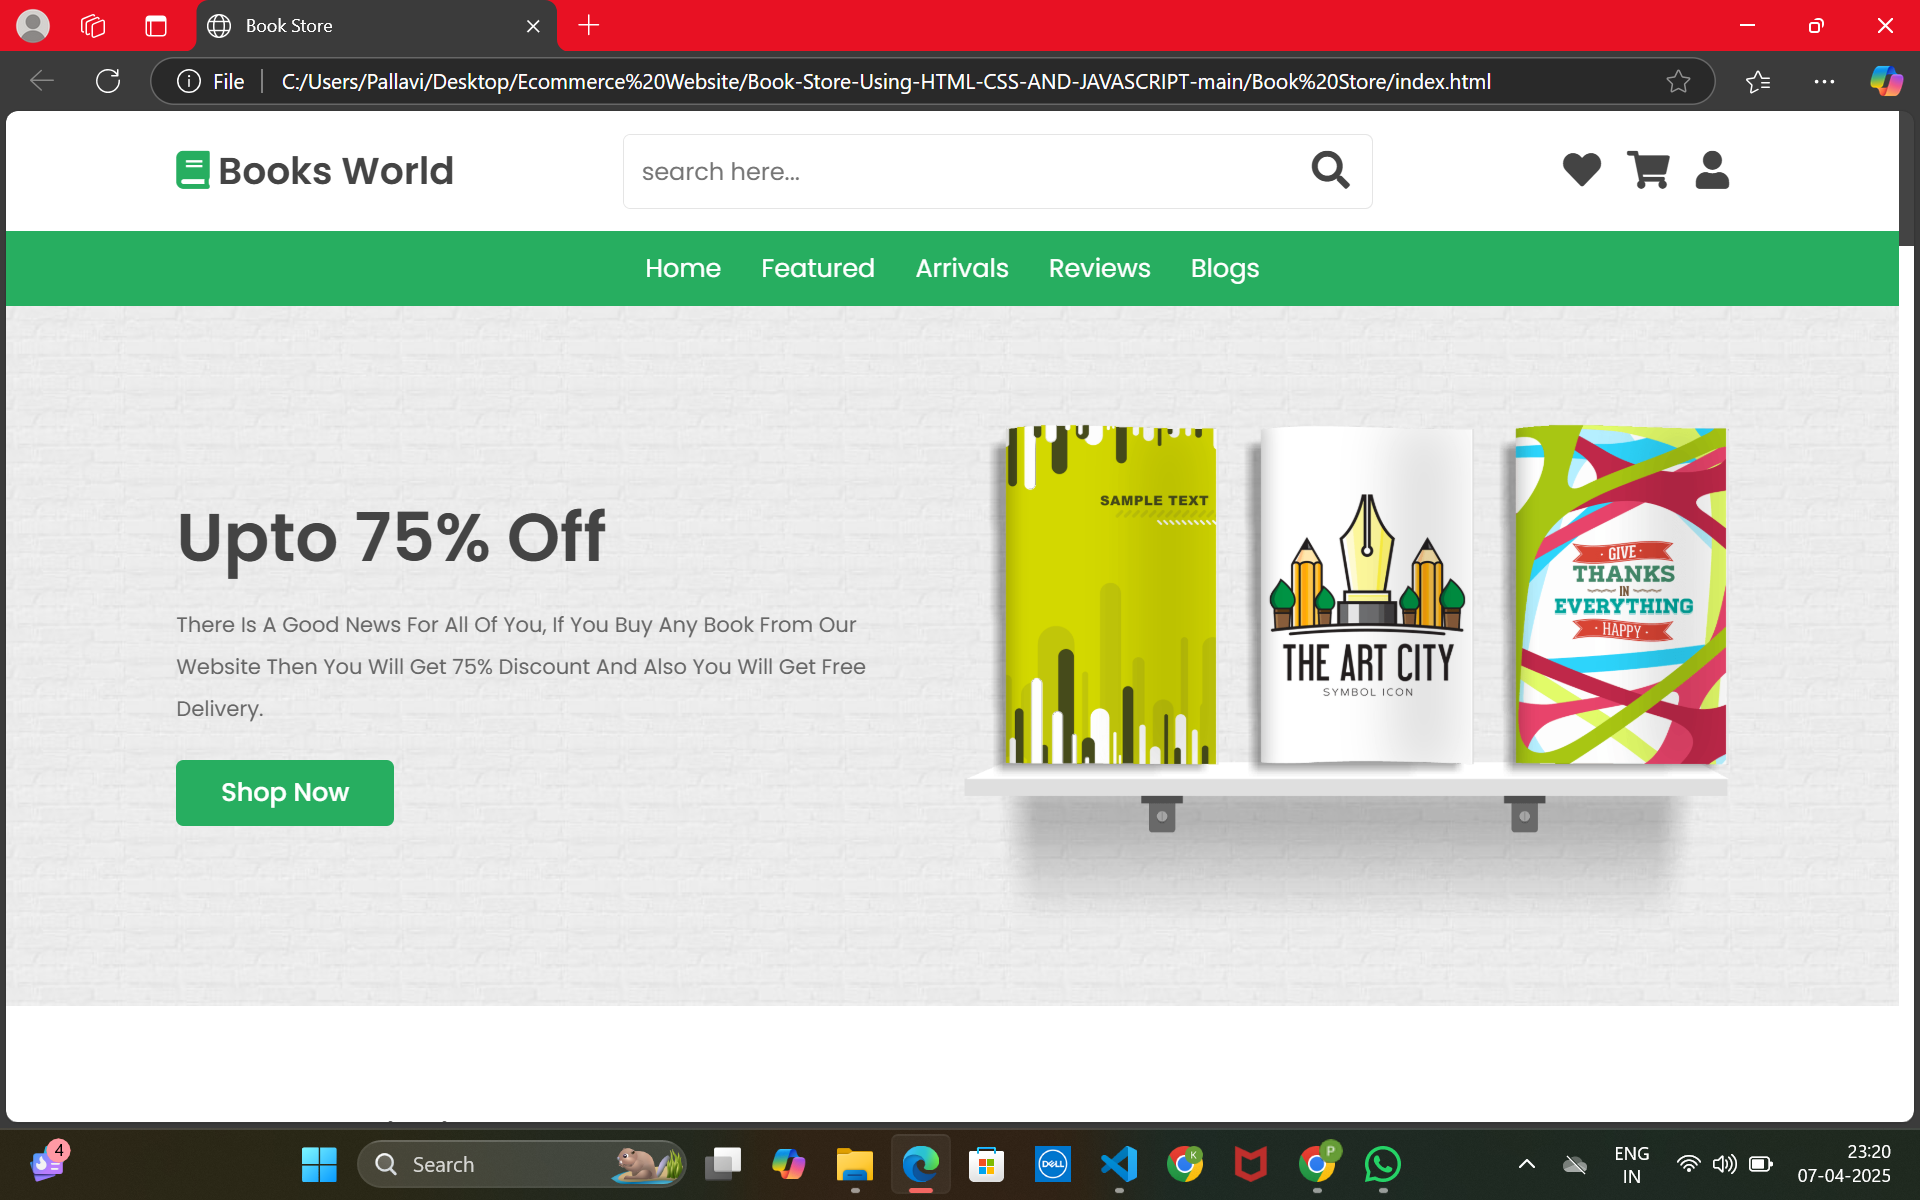 Book Store
File
C:/Users/Pallavi/Desktop/Ecommerce%20Website/Book-Store-Using-HTML-CSS-AND-JAVASCRIPT-main/Book%20Store/index.html
Books World
search here...
Home Featured Arrivals Reviews Blogs
Upto 75% Off
There Is A Good News For All Of You, If You Buy Any Book From Our
Website Then You Will Get 75% Discount And Also You Will Get Free
Delivery.
Shop Now
SAMPLE TEXT
THE ART CITY
SYMBOL ICON
· GIVE ·
THANKS
IN
EVERYTHING
· HAPPY ·
4
Search
DELL
K
P
ENG
IN
23:20
07-04-2025